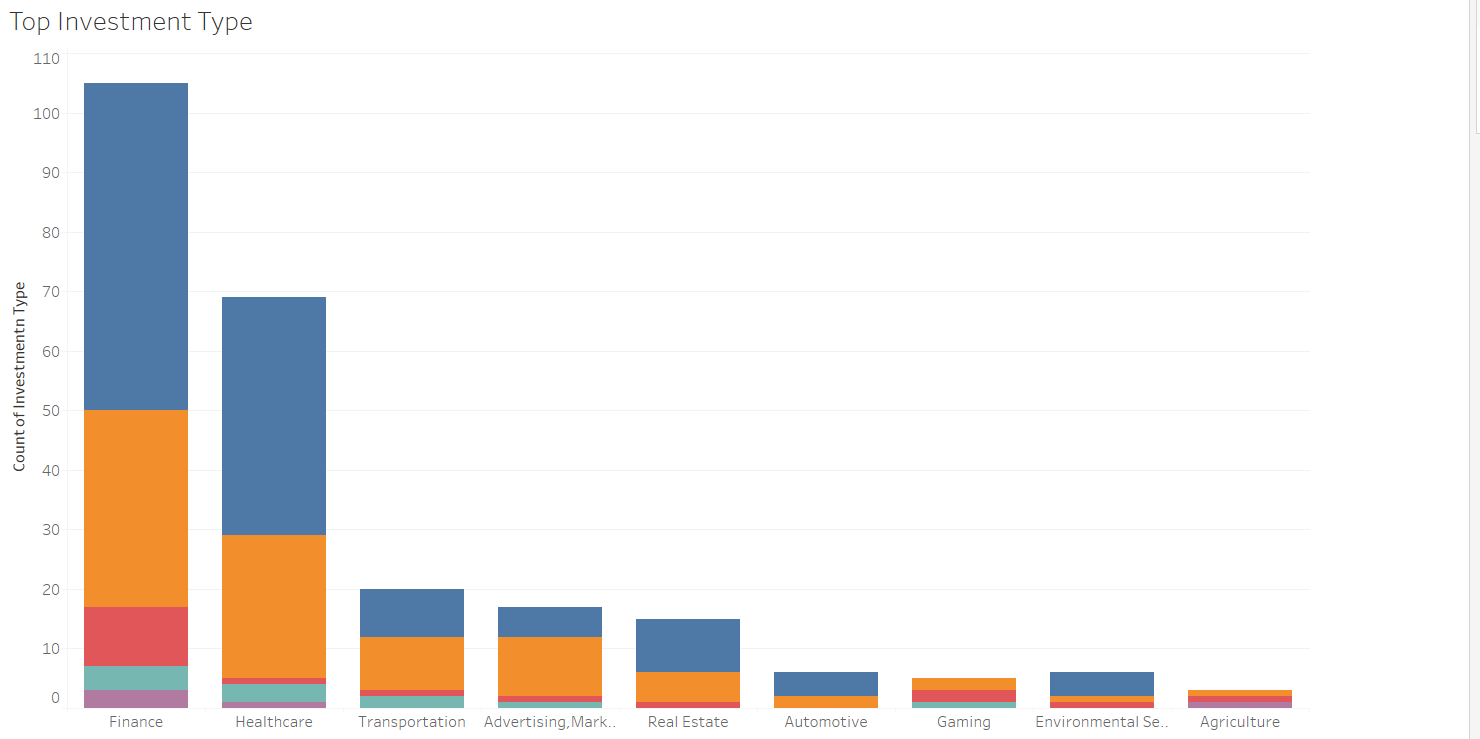 Top Investment Type
110
100
90
80
70
60
50
40
30
20
10
0
Count of Investmentn Type
Finance
Healthcare
Transportation
Advertising,Mark..
Real Estate
Automotive
Gaming
Environmental Se..
Agriculture